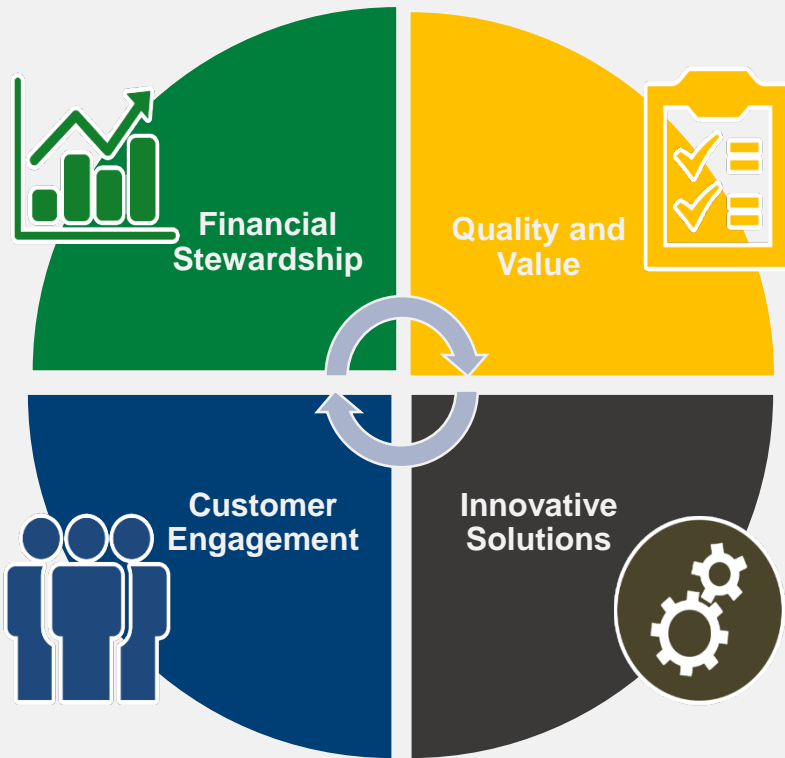 Financial
Stewardship
Quality and
Value
Customer
Engagement
Innovative
Solutions